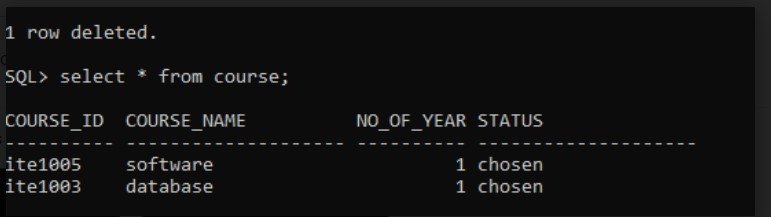 1 row deleted.
SQL> select * from course;
COURSE_ID  COURSE_NAME          NO_OF_YEAR STATUS
---------- -------------------- ---------- --------------------
ite1005    software                      1 chosen
ite1003    database                      1 chosen